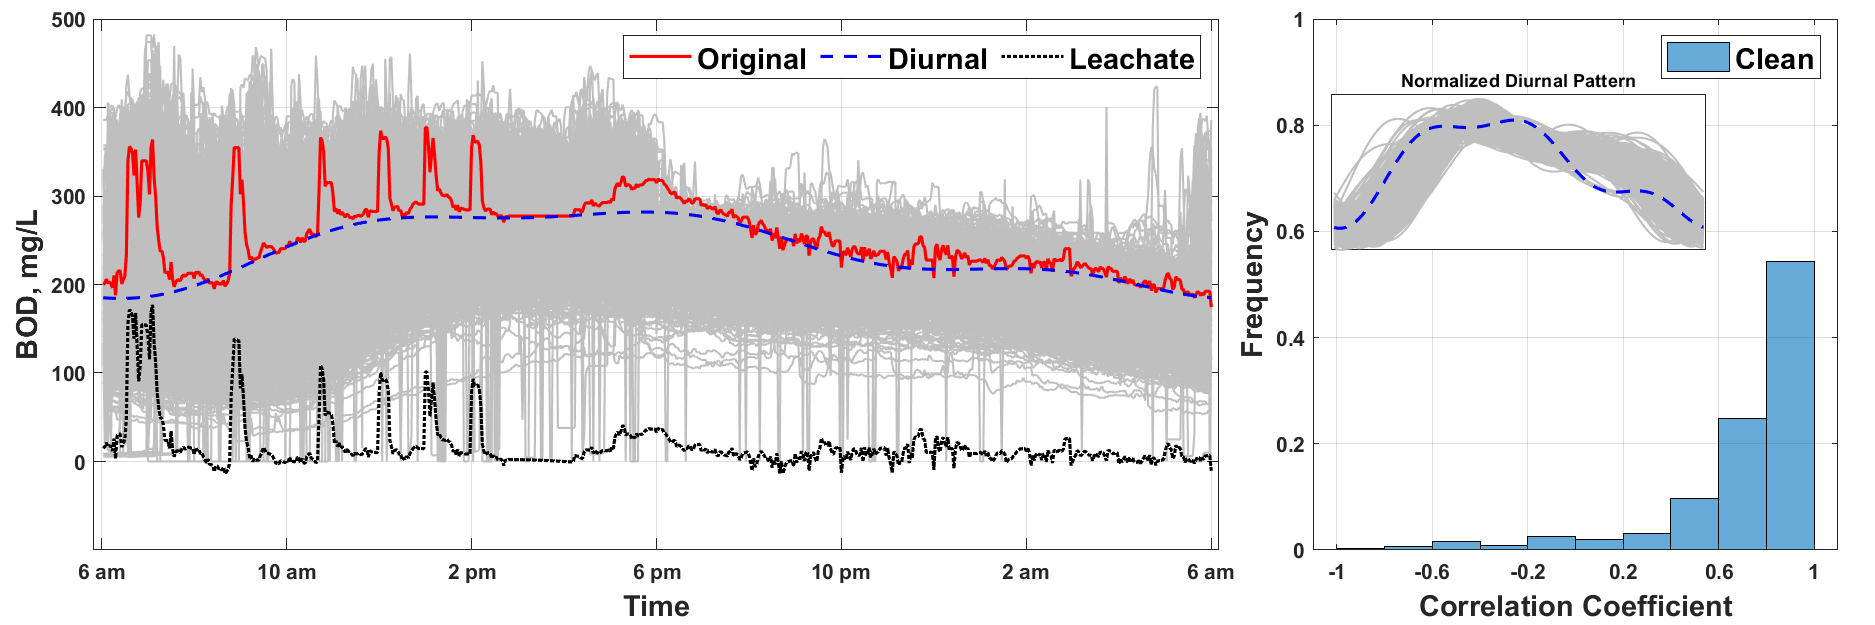 500
400
300
200
100
0
BOD, mg/L
6 am
10 am
2 pm
6 pm
10 pm
2 am
6 am
Time
Original
Diurnal
Leachate
1
0.8
0.6
0.4
0.2
0
Frequency
Clean
Normalized Diurnal Pattern
-1
-0.6
-0.2
0.2
0.6
1
Correlation Coefficient